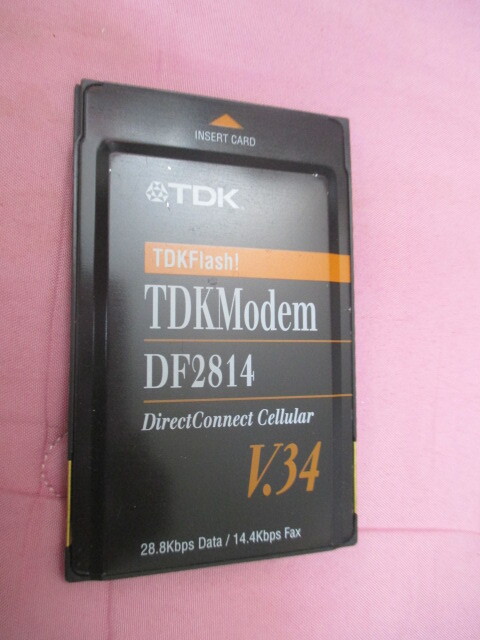 INSERT CARD
TDK
TDKFlash!
TDKModem
DF2814
DirectConnect Cellular
V.34
28.8Kbps Data / 14.4Kbps Fax